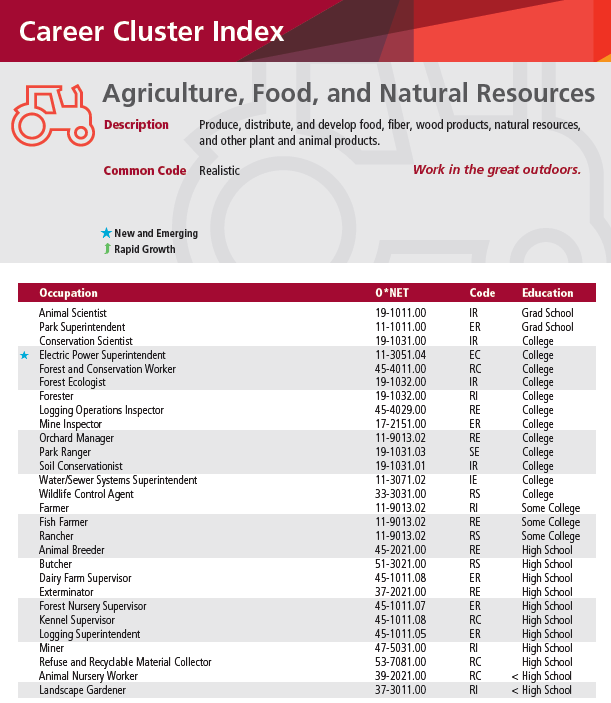 Career Cluster Index
Agriculture, Food, and Natural Resources
Description Produce, distribute, and develop food, fiber, wood products, natural resources,
and other plant and animal products.
Common Code Realistic Work in the great outdoors.
New and Emerging
Rapid Growth
Occupation O*NET Code Education
Animal Scientist 19-1011.00 IR Grad School
Park Superintendent 11-1011.00 ER Grad School
Conservation Scientist 19-1031.00 IR College
Electric Power Superintendent 11-3051.04 EC College
Forest and Conservation Worker 45-4011.00 RC College
Forest Ecologist 19-1032.00 IR College
Forester 19-1032.00 RI College
Logging Operations Inspector 45-4029.00 RE College
Mine Inspector 17-2151.00 ER College
Orchard Manager 11-9013.02 RE College
Park Ranger 19-1031.03 SE College
Soil Conservationist 19-1031.01 IR College
Water/Sewer Systems Superintendent 11-3071.02 IE College
Wildlife Control Agent 33-3031.00 RS College
Farmer 11-9013.02 RI Some College
Fish Farmer 11-9013.02 RE Some College
Rancher 11-9013.02 RS Some College
Animal Breeder 45-2021.00 RE High School
Butcher 51-3021.00 RS High School
Dairy Farm Supervisor 45-1011.08 ER High School
Exterminator 37-2021.00 RE High School
Forest Nursery Supervisor 45-1011.07 ER High School
Kennel Supervisor 45-1011.08 RC High School
Logging Superintendent 45-1011.05 ER High School
Miner 47-5031.00 RI High School
Refuse and Recyclable Material Collector 53-7081.00 RC High School
Animal Nursery Worker 39-2021.00 RC < High School
Landscape Gardener 37-3011.00 RI < High School